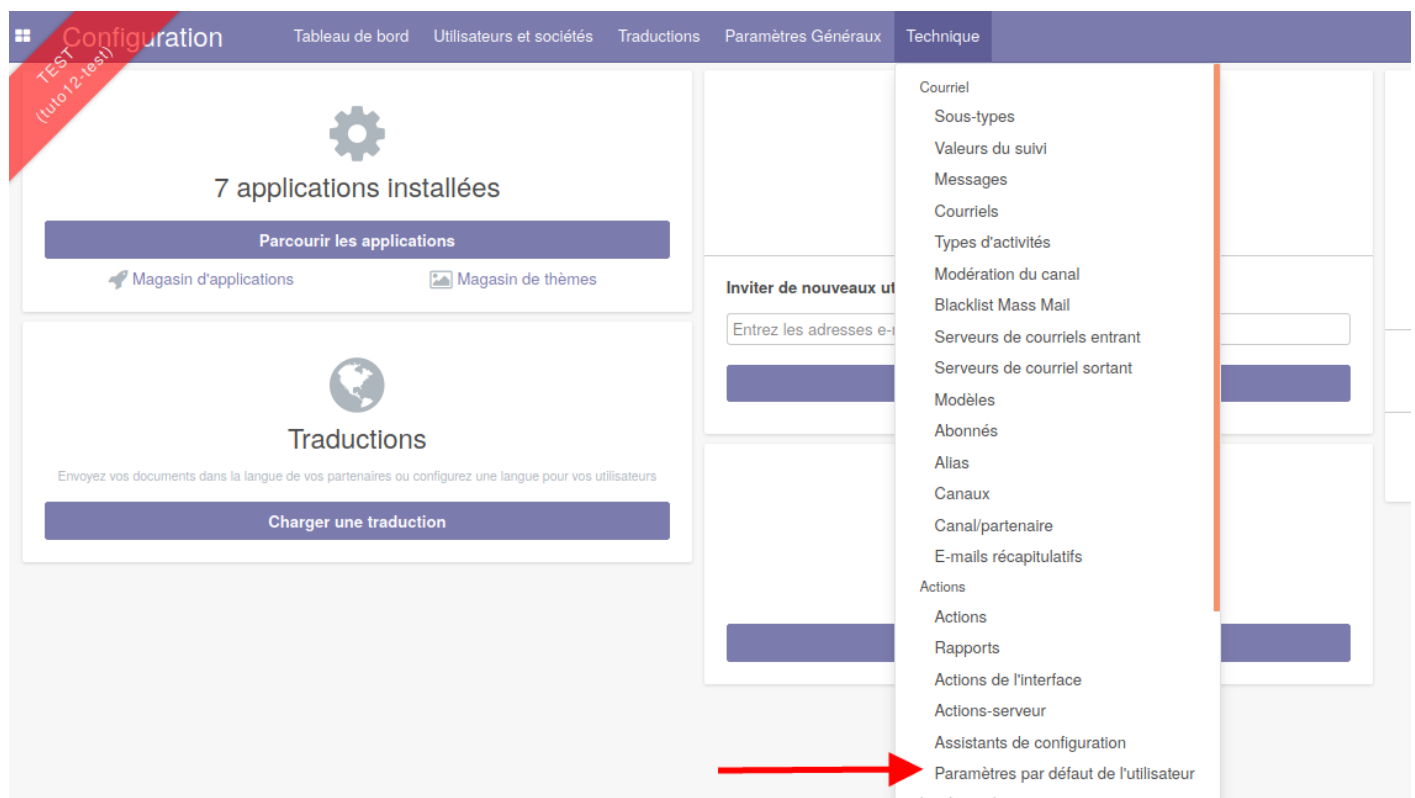 Configuration
Tableau de bord
Utilisateurs et sociétés
Traductions
Paramètres Généraux
Technique
TEST
(tuto12-test)
7 applications installées
Parcourir les applications
Magasin d'applications
Magasin de thèmes
Traductions
Envoyez vos documents dans la langue de vos partenaires ou configurez une langue pour vos utilisateurs
Charger une traduction
Inviter de nouveaux
Entrez les adresses
Courriel
Sous-types
Valeurs du suivi
Messages
Courriels
Types d'activités
Modération du canal
Blacklist Mass Mail
Serveurs de courriels entrant
Serveurs de courriel sortant
Modèles
Abonnés
Alias
Canaux
Canal/partenaire
E-mails récapitulatifs
Actions
Actions
Rapports
Actions de l'interface
Actions-serveur
Assistants de configuration
Paramètres par défaut de l'utilisateur